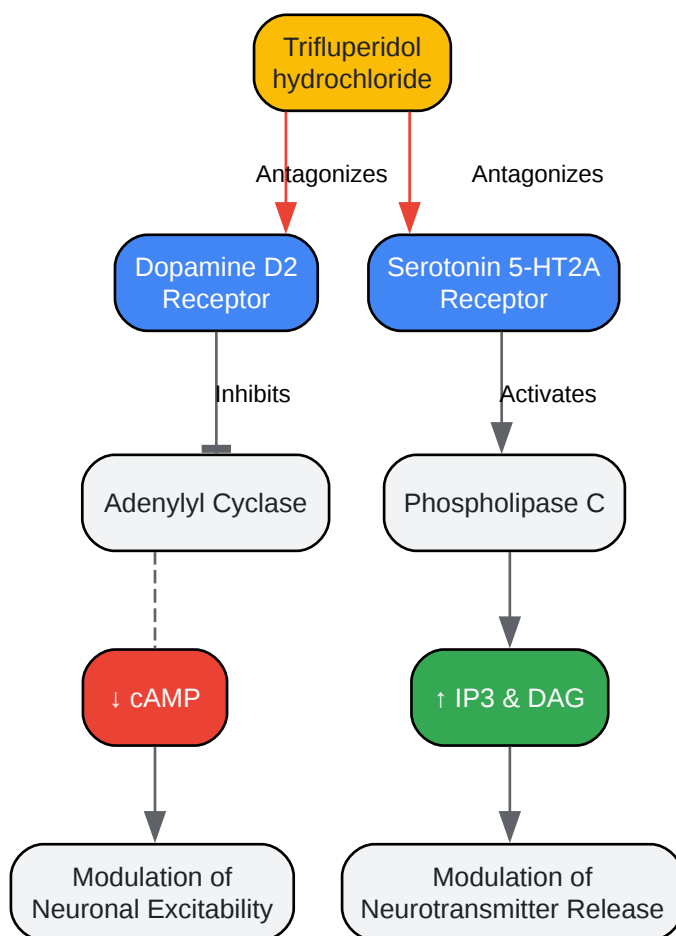 Trifluperidol
hydrochloride
Antagonizes
Antagonizes
Dopamine D2
Receptor
Serotonin 5-HT2A
Receptor
Inhibits
Activates
Adenylyl Cyclase
Phospholipase C
↓ cAMP
↑ IP3 & DAG
Modulation of
Neuronal Excitability
Modulation of
Neurotransmitter Release